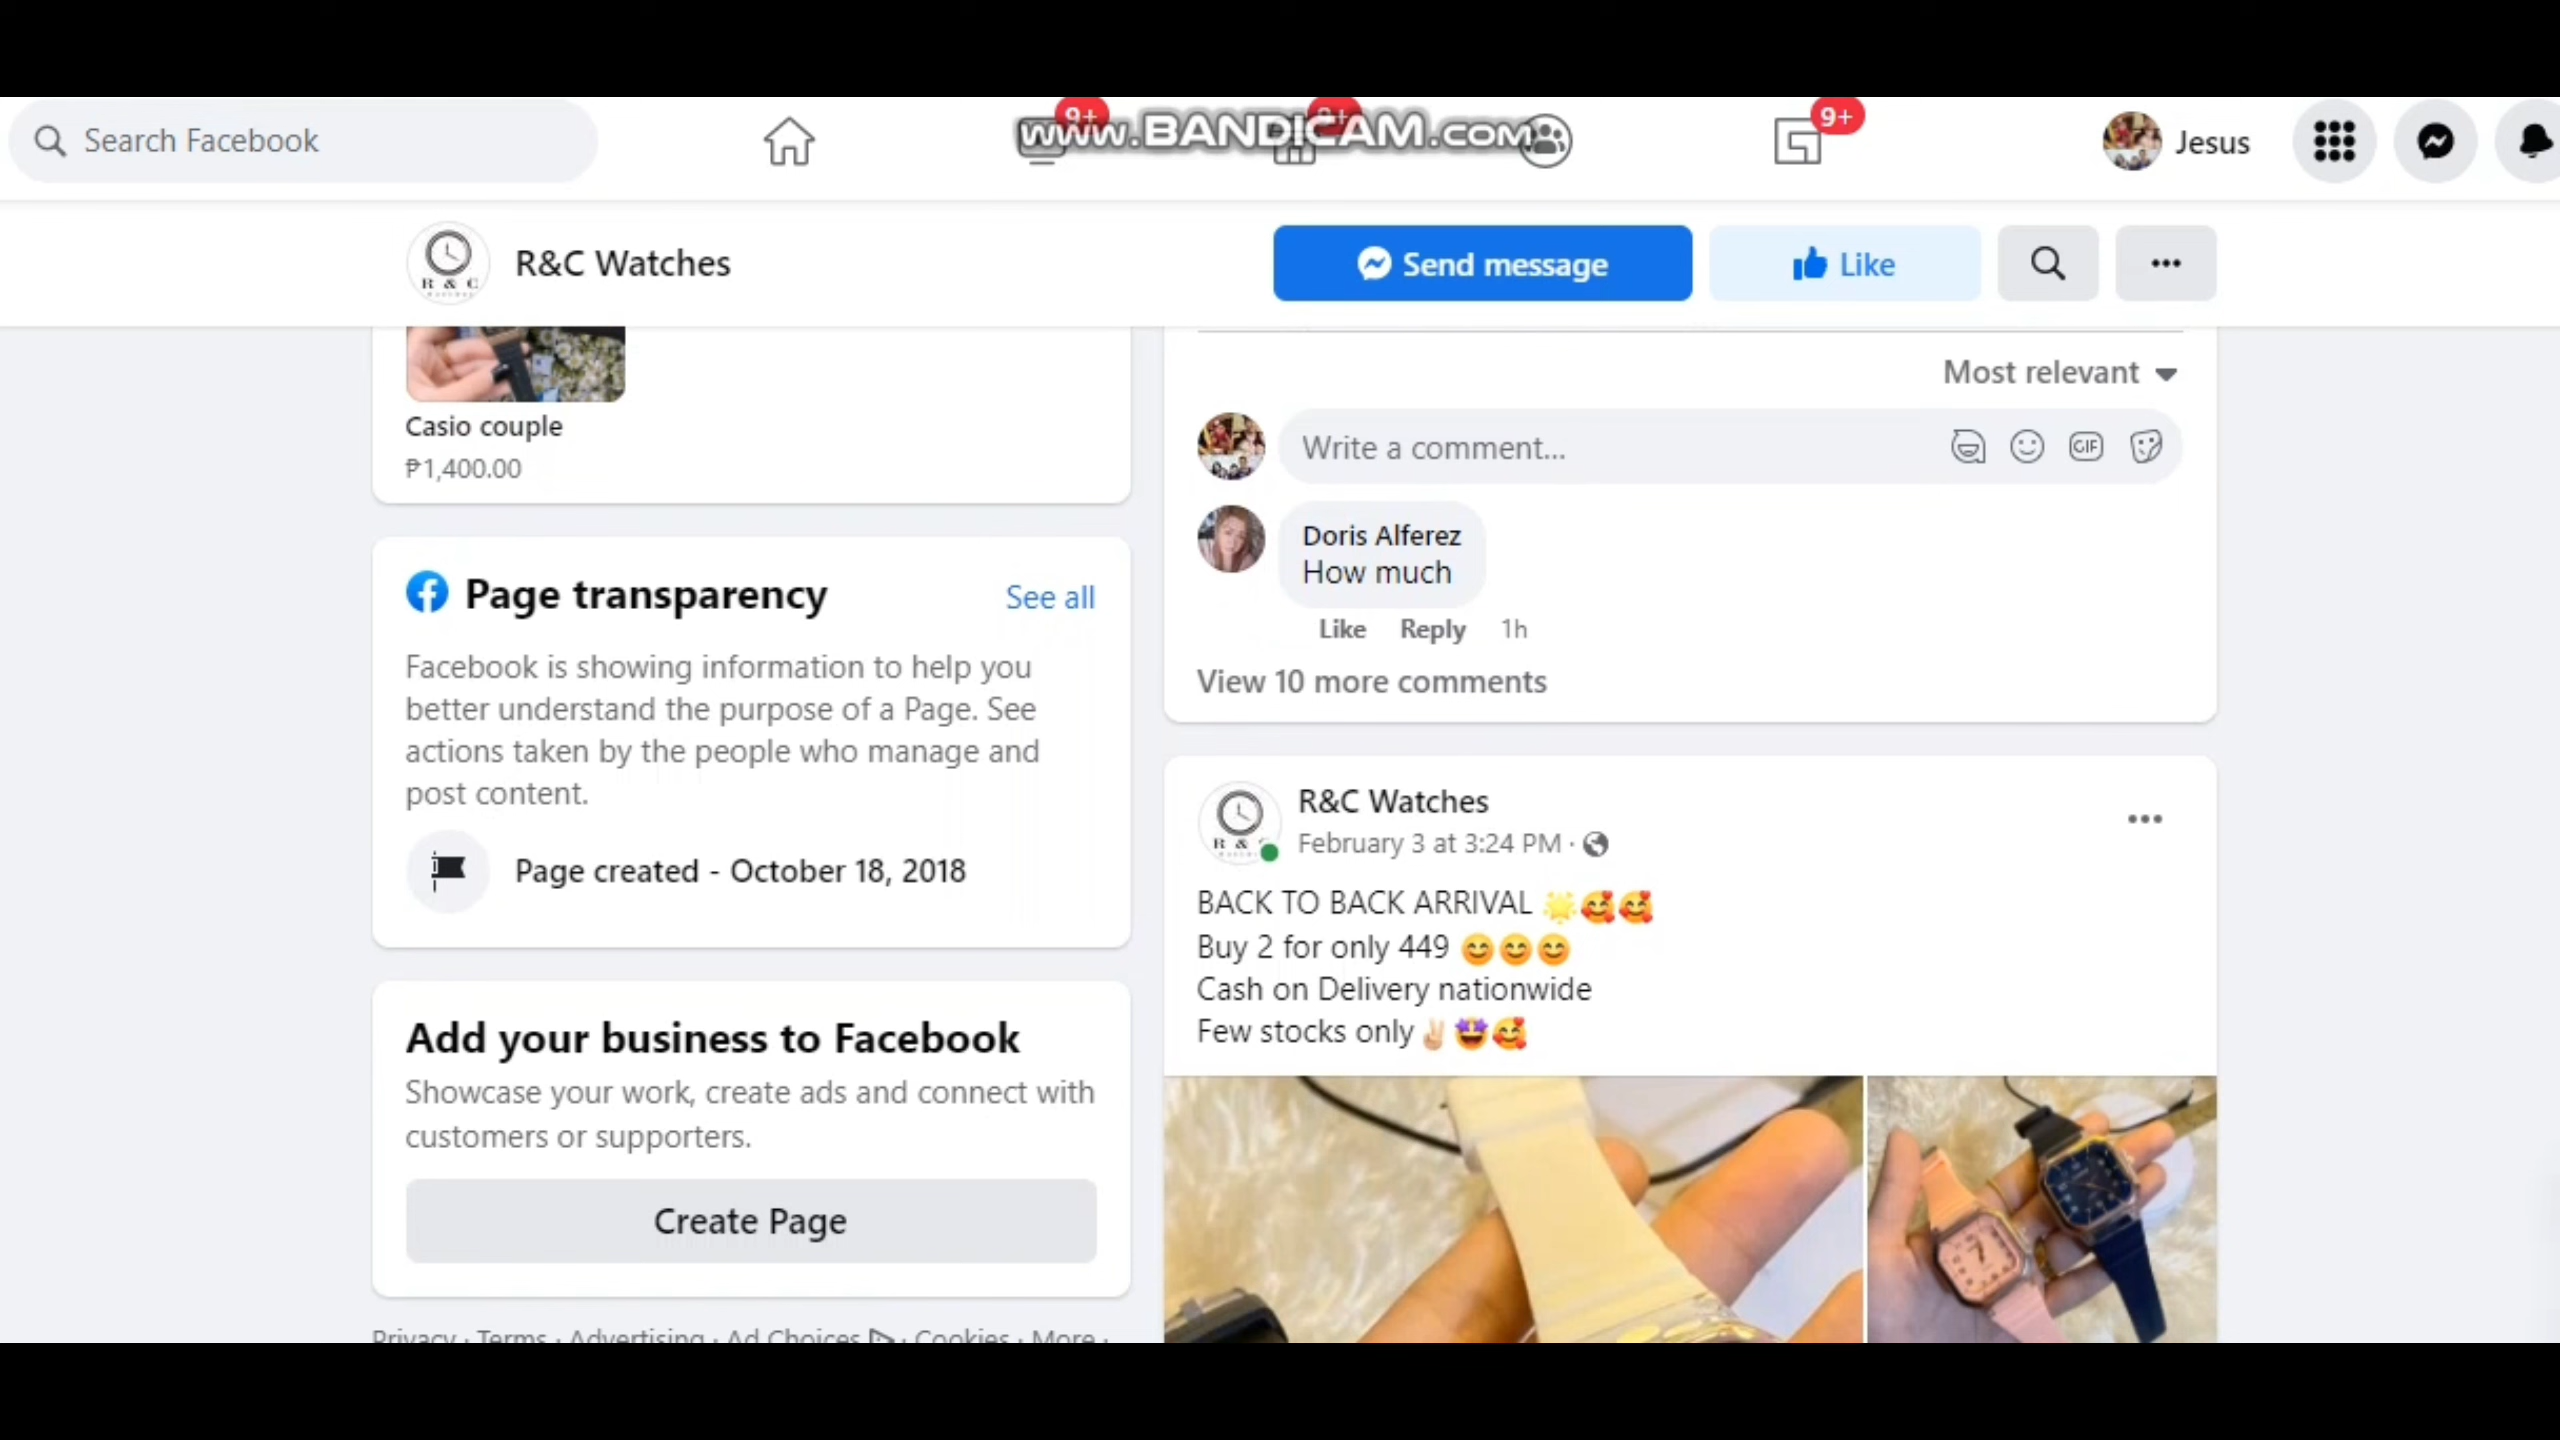 Search Facebook
9+
www.BANDICAM.com
9+
9+
Jesus
R&C Watches
Send message
Like
R & C
Casio couple
₱1,400.00
Page transparency
See all
Facebook is showing information to help you
better understand the purpose of a Page. See
actions taken by the people who manage and
post content.
Page created - October 18, 2018
Add your business to Facebook
Showcase your work, create ads and connect with
customers or supporters.
Create Page
Privacy · Terms · Advertising · Ad Choices · Cookies · More ·
Most relevant
Write a comment...
GIF
Doris Alferez
How much
Like Reply 1h
View 10 more comments
R&C Watches
February 3 at 3:24 PM ·
BACK TO BACK ARRIVAL 🌟🥰🥰
Buy 2 for only 449 😊😊😊
Cash on Delivery nationwide
Few stocks only✌🏻🤩🥰